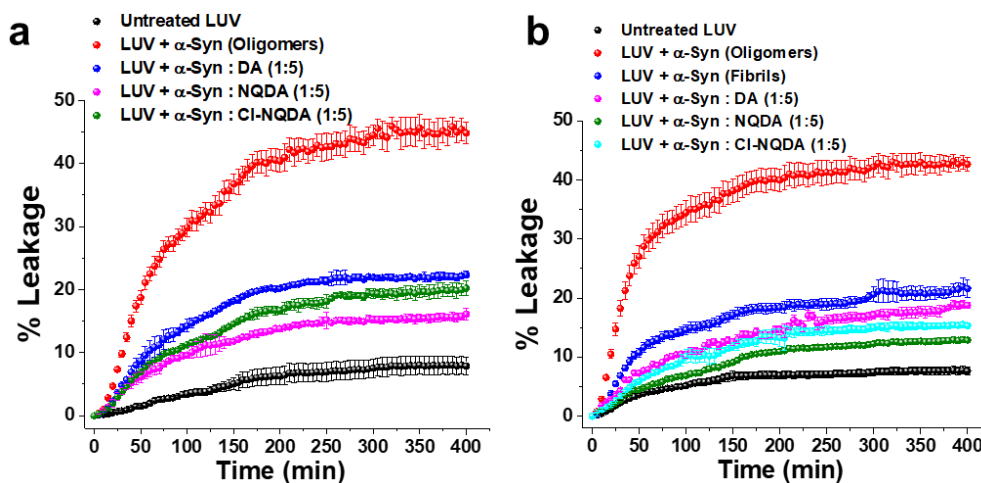 a
Untreated LUV
LUV + α-Syn (Oligomers)
LUV + α-Syn : DA (1:5)
LUV + α-Syn : NQDA (1:5)
LUV + α-Syn : Cl-NQDA (1:5)
% Leakage
50
40
30
20
10
0
0 50 100 150 200 250 300 350 400
Time (min)
b
Untreated LUV
LUV + α-Syn (Oligomers)
LUV + α-Syn (Fibrils)
LUV + α-Syn : DA (1:5)
LUV + α-Syn : NQDA (1:5)
LUV + α-Syn : Cl-NQDA (1:5)
% Leakage
50
40
30
20
10
0
0 50 100 150 200 250 300 350 400
Time (min)